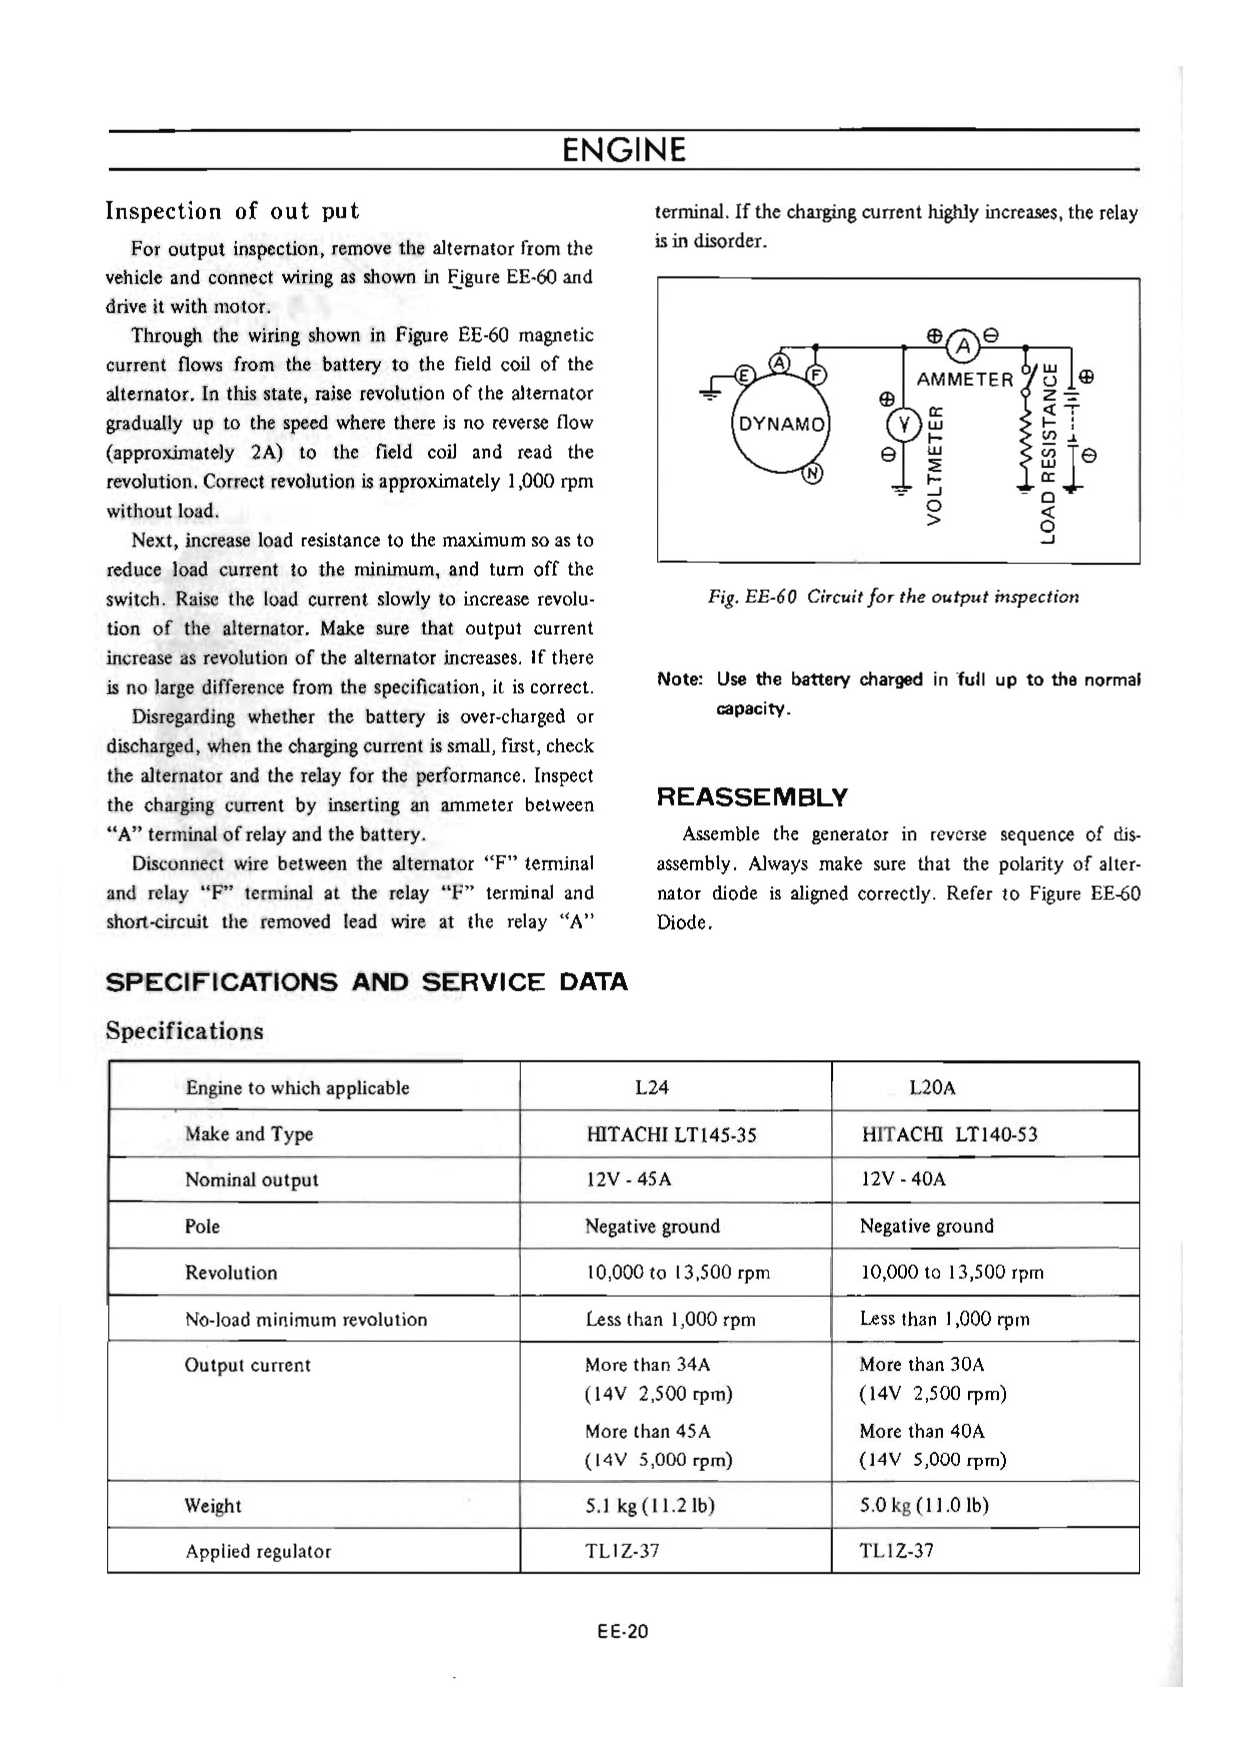 ENGINE
Inspection of out put
For output inspection, remove the alternator from the
vehicle and connect wiring as shown in Figure EE-60 and
drive it with motor.
Through the wiring shown in Figure EE-60 magnetic
current flows from the battery to the field coil of the
alternator. In this state, raise revolution of the alternator
gradually up to the speed where there is no reverse flow
(approximately 2A) to the field coil and read the
revolution. Correct revolution is approximately 1,000 rpm
without load.
Next, increase load resistance to the maximum so as to
reduce load current to the minimum, and turn off the
switch. Raise the load current slowly to increase revolu-
tion of the alternator. Make sure that output current
increase as revolution of the alternator increases. If there
is no large difference from the specification, it is correct.
Disregarding whether the battery is over-charged or
discharged, when the charging current is small, first, check
the alternator and the relay for the performance. Inspect
the charging current by inserting an ammeter between
“A” terminal of relay and the battery.
Disconnect wire between the alternator “F” terminal
and relay “F” terminal at the relay “F” terminal and
short-circuit the removed lead wire at the relay “A”
terminal. If the charging current highly increases, the relay
is in disorder.
⊕ A ⊖
E A F
AMMETER
DYNAMO
N
⊕ V ⊖
VOLTMETER
LOAD RESISTANCE
⊕
⊖
Fig. EE-60 Circuit for the output inspection
Note: Use the battery charged in full up to the normal
capacity.
REASSEMBLY
Assemble the generator in reverse sequence of dis-
assembly. Always make sure that the polarity of alter-
nator diode is aligned correctly. Refer to Figure EE-60
Diode.
SPECIFICATIONS AND SERVICE DATA
Specifications
Engine to which applicable L24 L20A
Make and Type HITACHI LT145-35 HITACHI LT140-53
Nominal output 12V - 45A 12V - 40A
Pole Negative ground Negative ground
Revolution 10,000 to 13,500 rpm 10,000 to 13,500 rpm
No-load minimum revolution Less than 1,000 rpm Less than 1,000 rpm
Output current More than 34A More than 30A
(14V 2,500 rpm) (14V 2,500 rpm)
More than 45A More than 40A
(14V 5,000 rpm) (14V 5,000 rpm)
Weight 5.1 kg (11.2 lb) 5.0 kg (11.0 lb)
Applied regulator TL1Z-37 TL1Z-37
EE-20